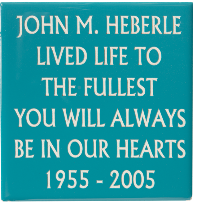 JOHN M. HEBERLE
LIVED LIFE TO
THE FULLEST
YOU WILL ALWAYS
BE IN OUR HEARTS
1955 - 2005